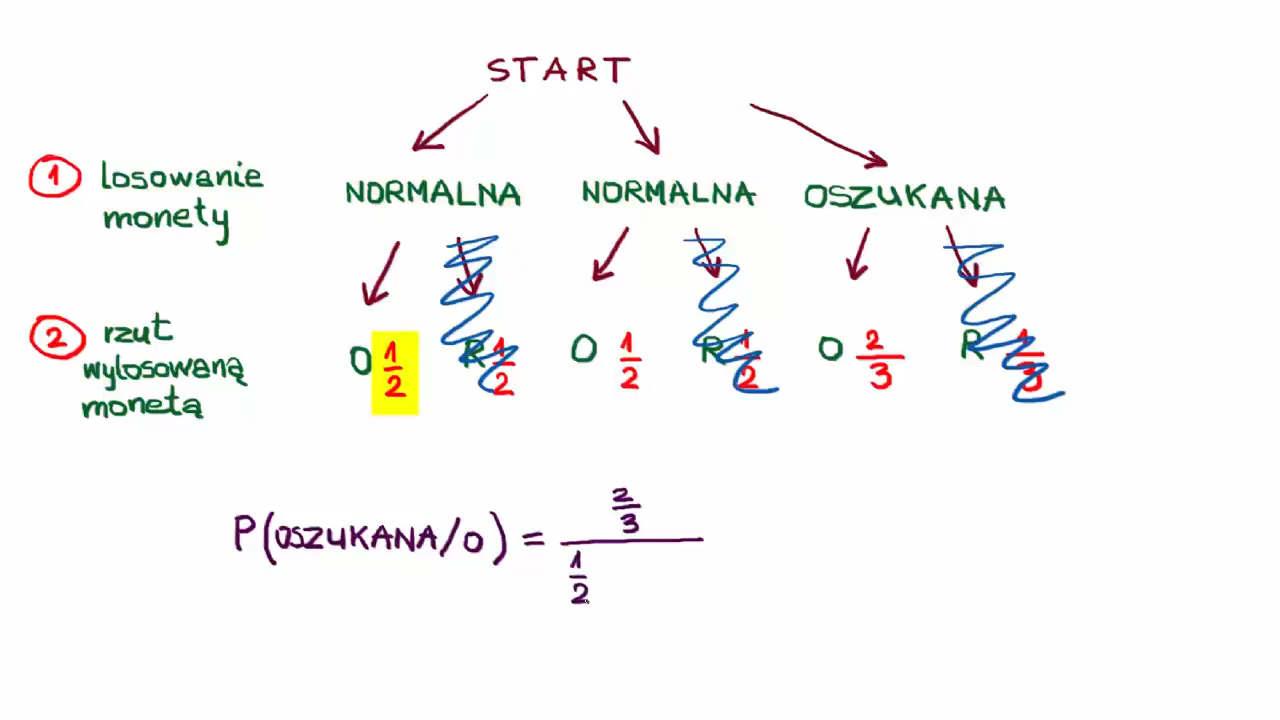 START
1 losowanie monety
NORMALNA NORMALNA OSZUKANA
2 rzut wylosowaną monetą
O 1/2 R 1/2 O 1/2 R 1/2 O 2/3 R 1/3
P(OSZUKANA/O) = 2/3
1/2